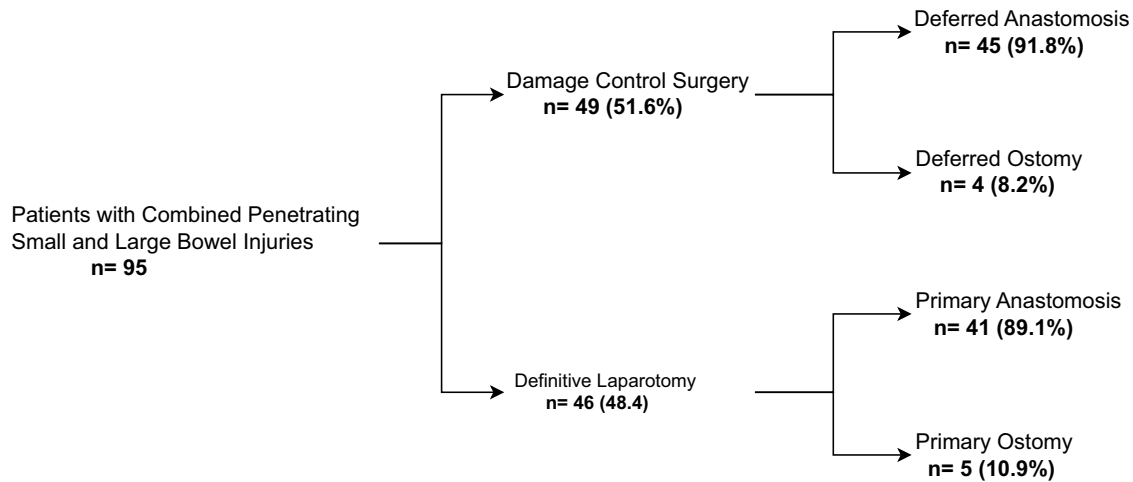 Patients with Combined Penetrating
Small and Large Bowel Injuries
n= 95
Damage Control Surgery
n= 49 (51.6%)
Deferred Anastomosis
n= 45 (91.8%)
Deferred Ostomy
n= 4 (8.2%)
Definitive Laparotomy
n= 46 (48.4)
Primary Anastomosis
n= 41 (89.1%)
Primary Ostomy
n= 5 (10.9%)